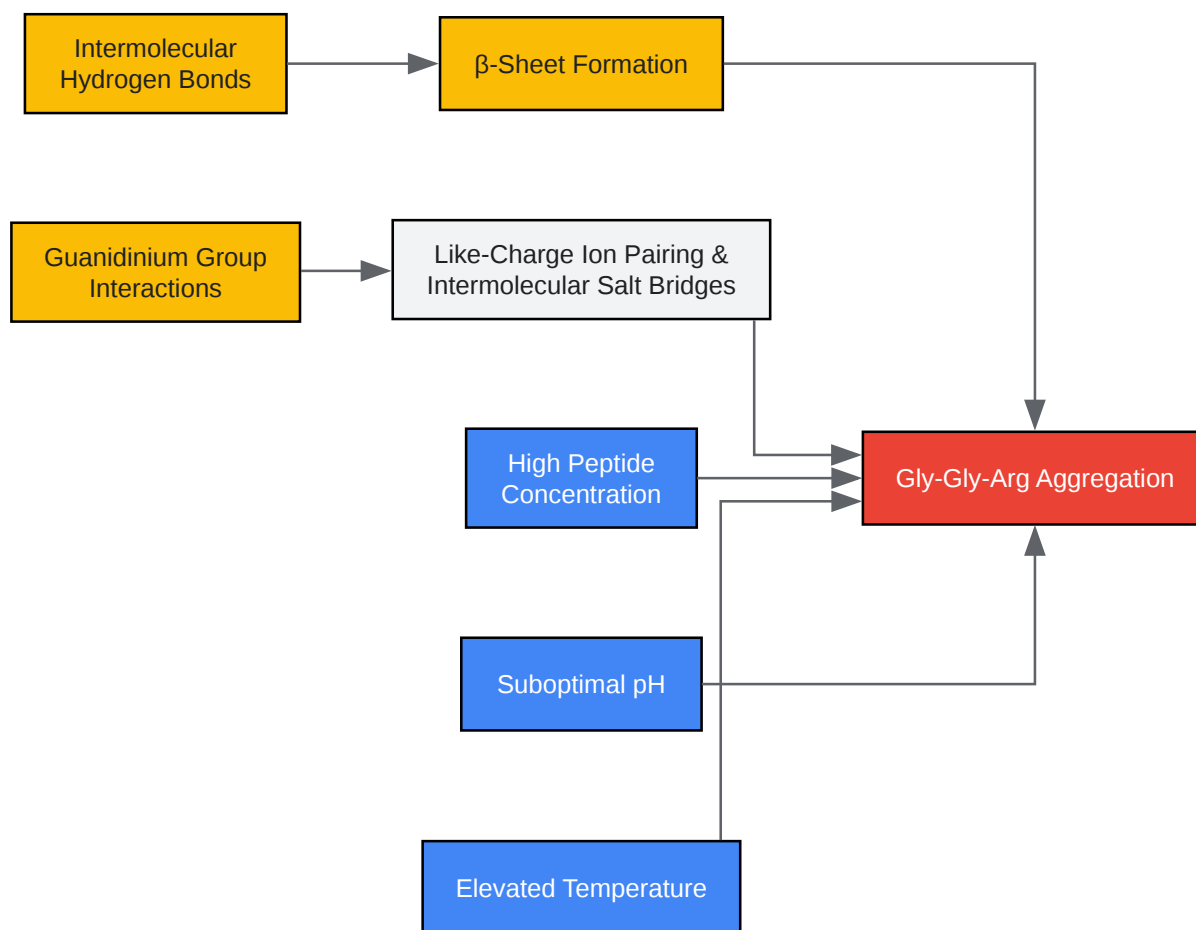 Intermolecular
Hydrogen Bonds
β-Sheet Formation
Guanidinium Group
Interactions
Like-Charge Ion Pairing &
Intermolecular Salt Bridges
High Peptide
Concentration
Gly-Gly-Arg Aggregation
Suboptimal pH
Elevated Temperature